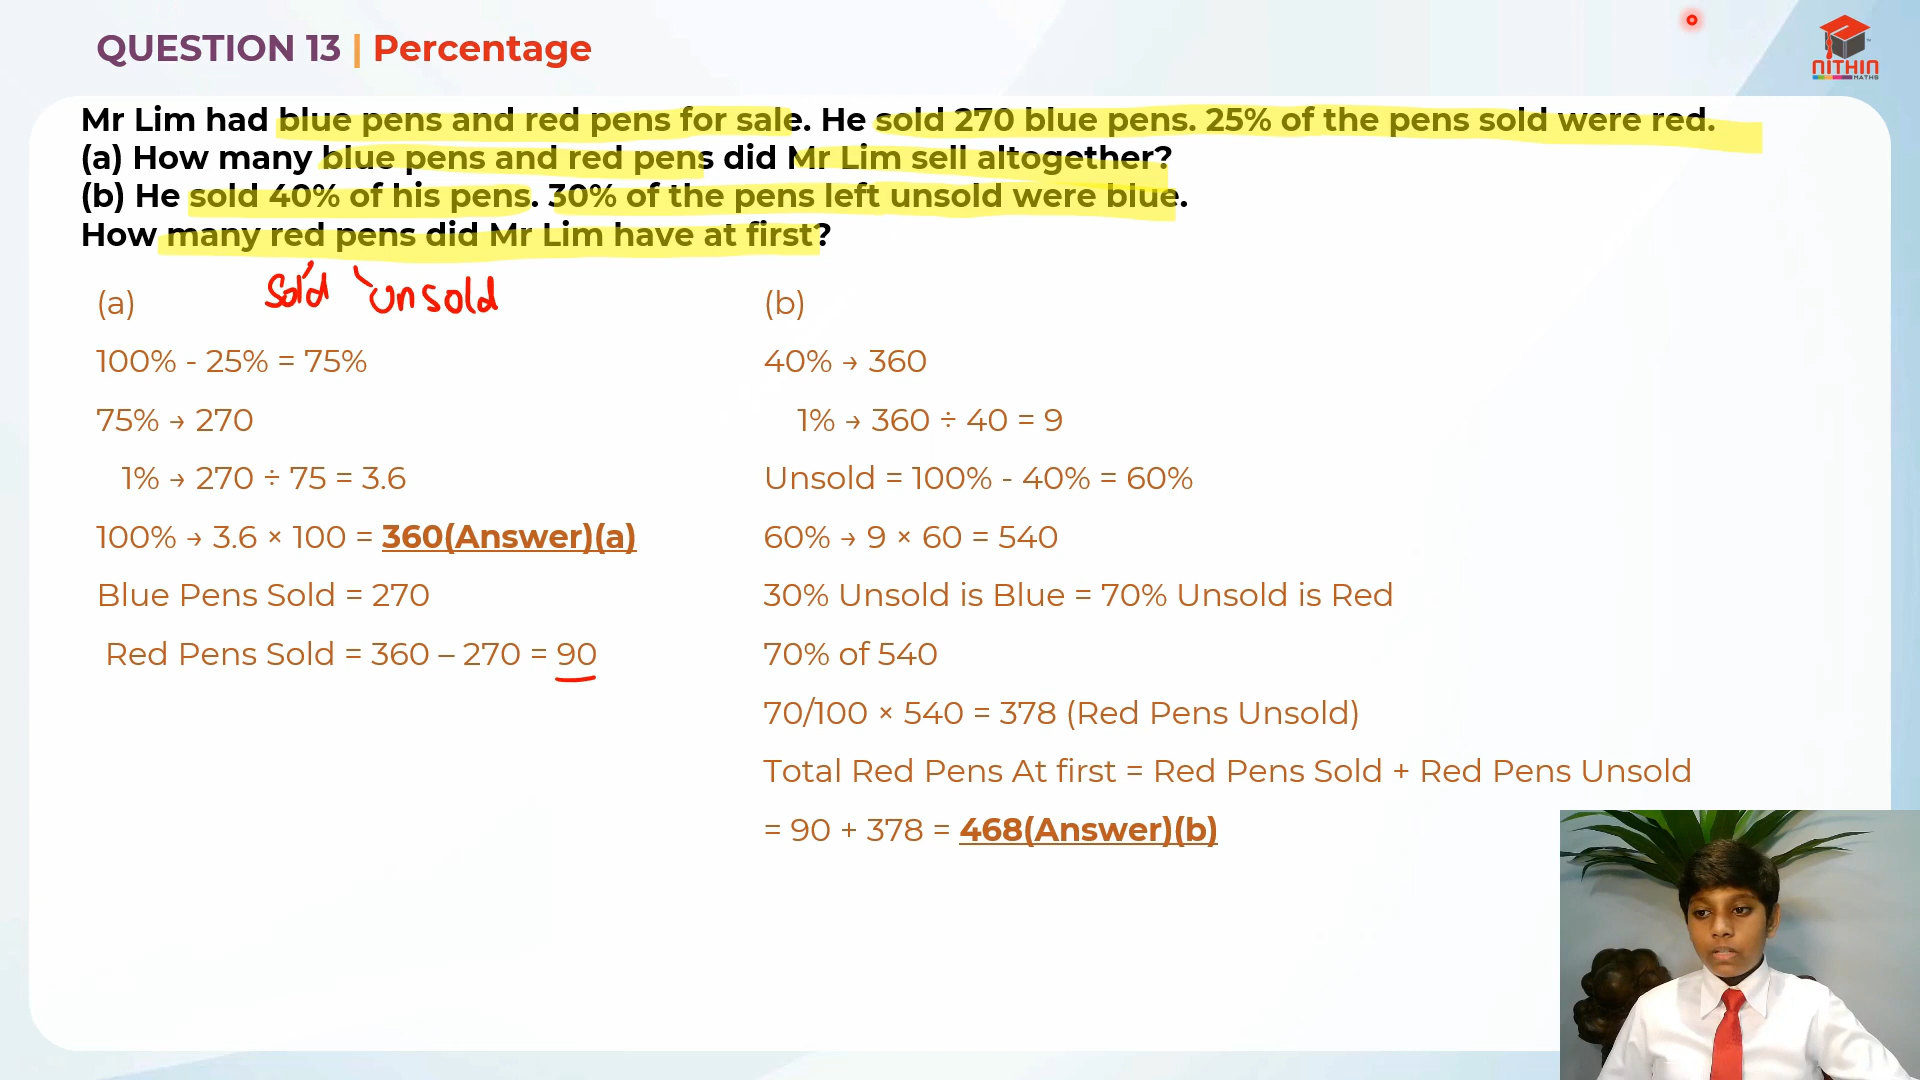 QUESTION 13 | Percentage
NITHIN
MATHS
Mr Lim had blue pens and red pens for sale. He sold 270 blue pens. 25% of the pens sold were red.
(a) How many blue pens and red pens did Mr Lim sell altogether?
(b) He sold 40% of his pens. 30% of the pens left unsold were blue.
How many red pens did Mr Lim have at first?
sold unsold
(a)
100% - 25% = 75%
75% → 270
1% → 270 ÷ 75 = 3.6
100% → 3.6 × 100 = 360(Answer)(a)
Blue Pens Sold = 270
Red Pens Sold = 360 – 270 = 90
(b)
40% → 360
1% → 360 ÷ 40 = 9
Unsold = 100% - 40% = 60%
60% → 9 × 60 = 540
30% Unsold is Blue = 70% Unsold is Red
70% of 540
70/100 × 540 = 378 (Red Pens Unsold)
Total Red Pens At first = Red Pens Sold + Red Pens Unsold
= 90 + 378 = 468(Answer)(b)